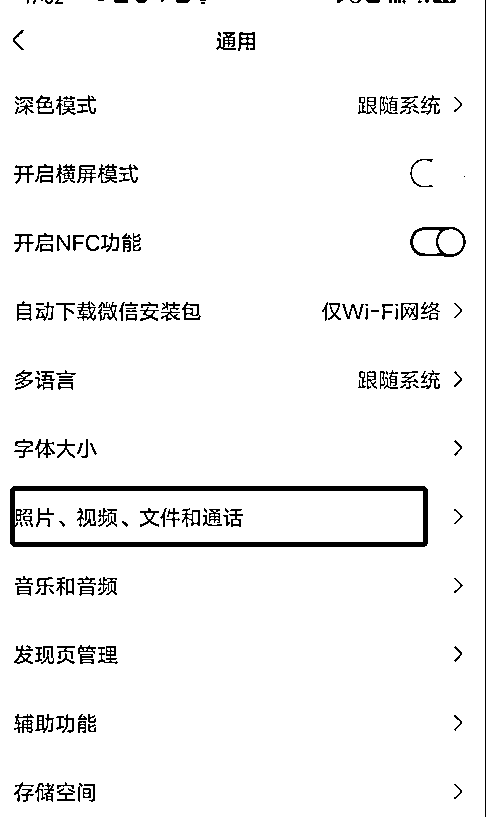 通用
深色模式 跟随系统
开启横屏模式
开启NFC功能
自动下载微信安装包 仅Wi-Fi网络
多语言 跟随系统
字体大小
照片、视频、文件和通话
音乐和音频
发现页管理
辅助功能
存储空间